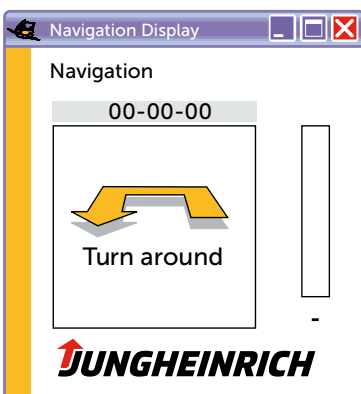 Navigation Display
Navigation
00-00-00
Turn around
-
JUNGHEINRICH